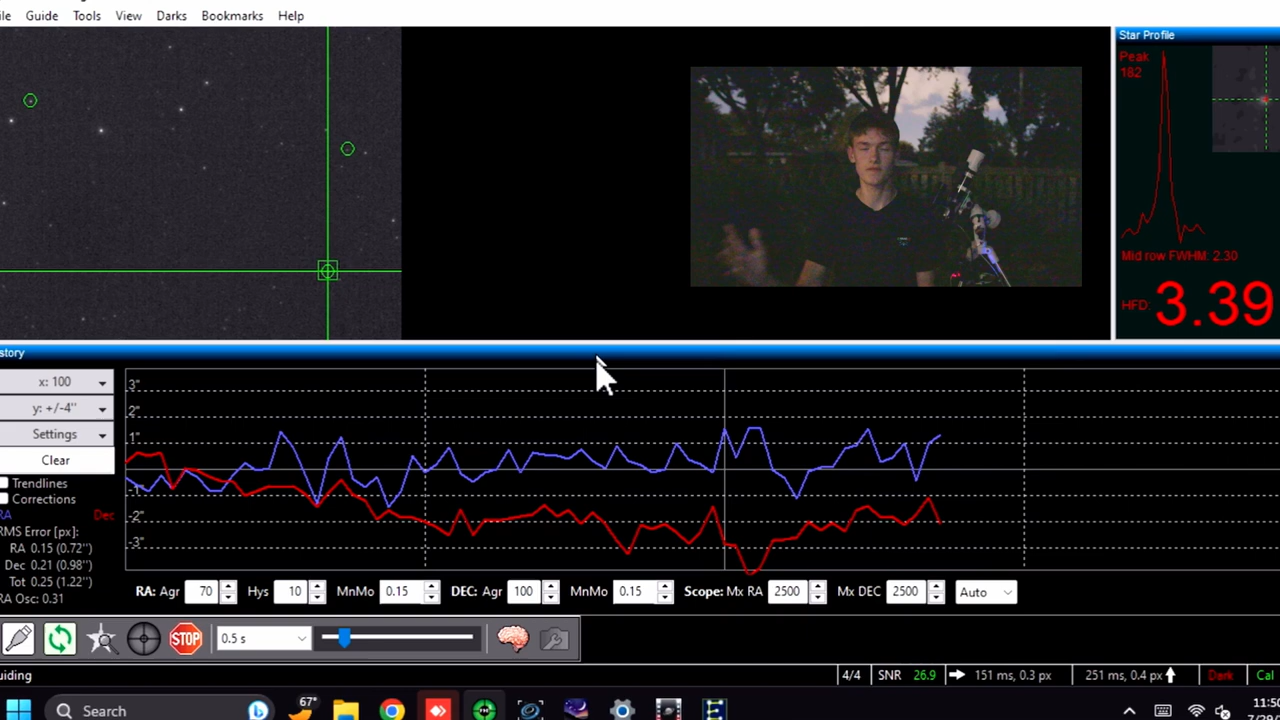 Guide Tools View Darks Bookmarks Help
Star Profile
Peak
182
Mid row FWHM: 2.30
HFD: 3.39
x: 100
y: +/-4"
Settings
Clear
Trendlines
Corrections
RA Dec
RMS Error [px]:
RA 0.15 (0.72")
Dec 0.21 (0.98")
Tot 0.25 (1.22")
RA Osc: 0.31
3"
2"
1"
-1"
-2"
-3"
RA: Agr 70 Hys 10 MnMo 0.15 DEC: Agr 100 MnMo 0.15 Scope: Mx RA 2500 Mx DEC 2500 Auto
STOP 0.5 s
4/4 SNR 26.9 151 ms, 0.3 px 251 ms, 0.4 px Dark Cal
Search 67°